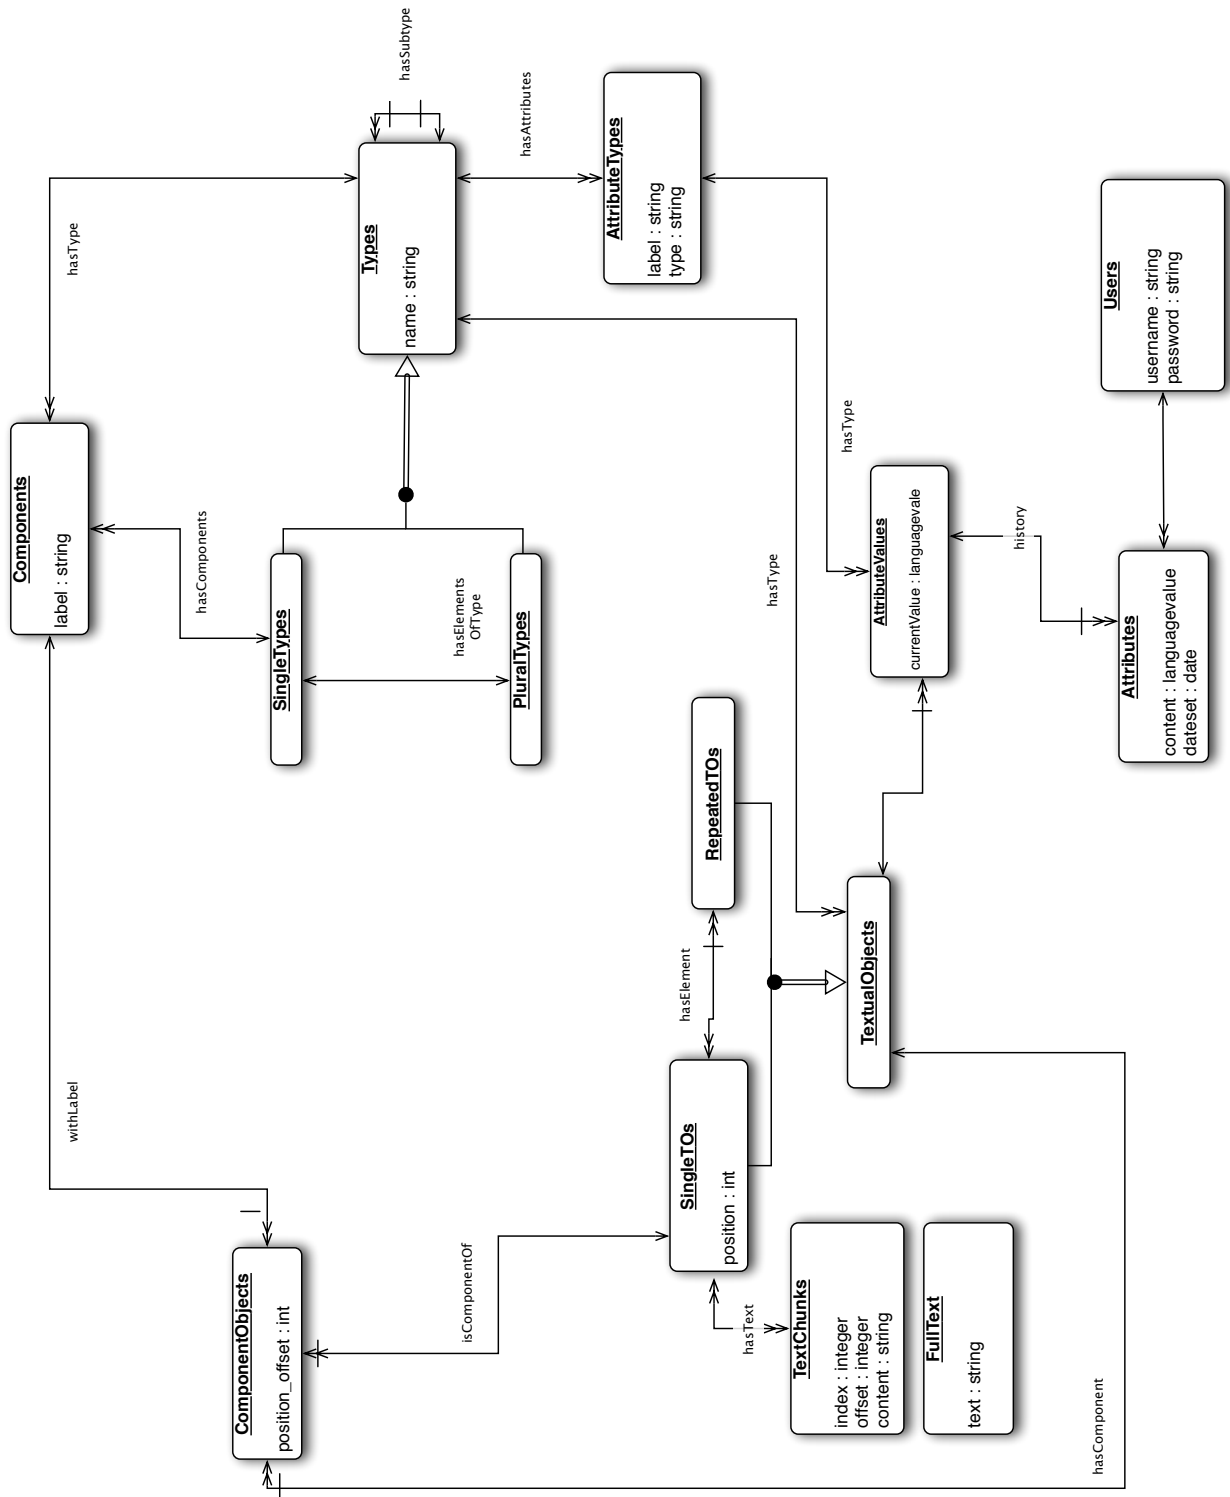 hasSubtype
hasAttributes
hasType
Types
name : string
AttributeTypes
label : string
type : string
Users
username : string
password : string
Components
label : string
hasComponents
SingleTypes
hasElements
OfType
PluralTypes
hasType
hasType
AttributeValues
currentValue : languagevale
history
Attributes
content : languagevalue
dateset : date
RepeatedTOs
hasElement
TextualObjects
withLabel
SingleTOs
position : int
isComponentOf
ComponentObjects
position_offset : int
hasText
TextChunks
index : integer
offset : integer
content : string
FullText
text : string
hasComponent